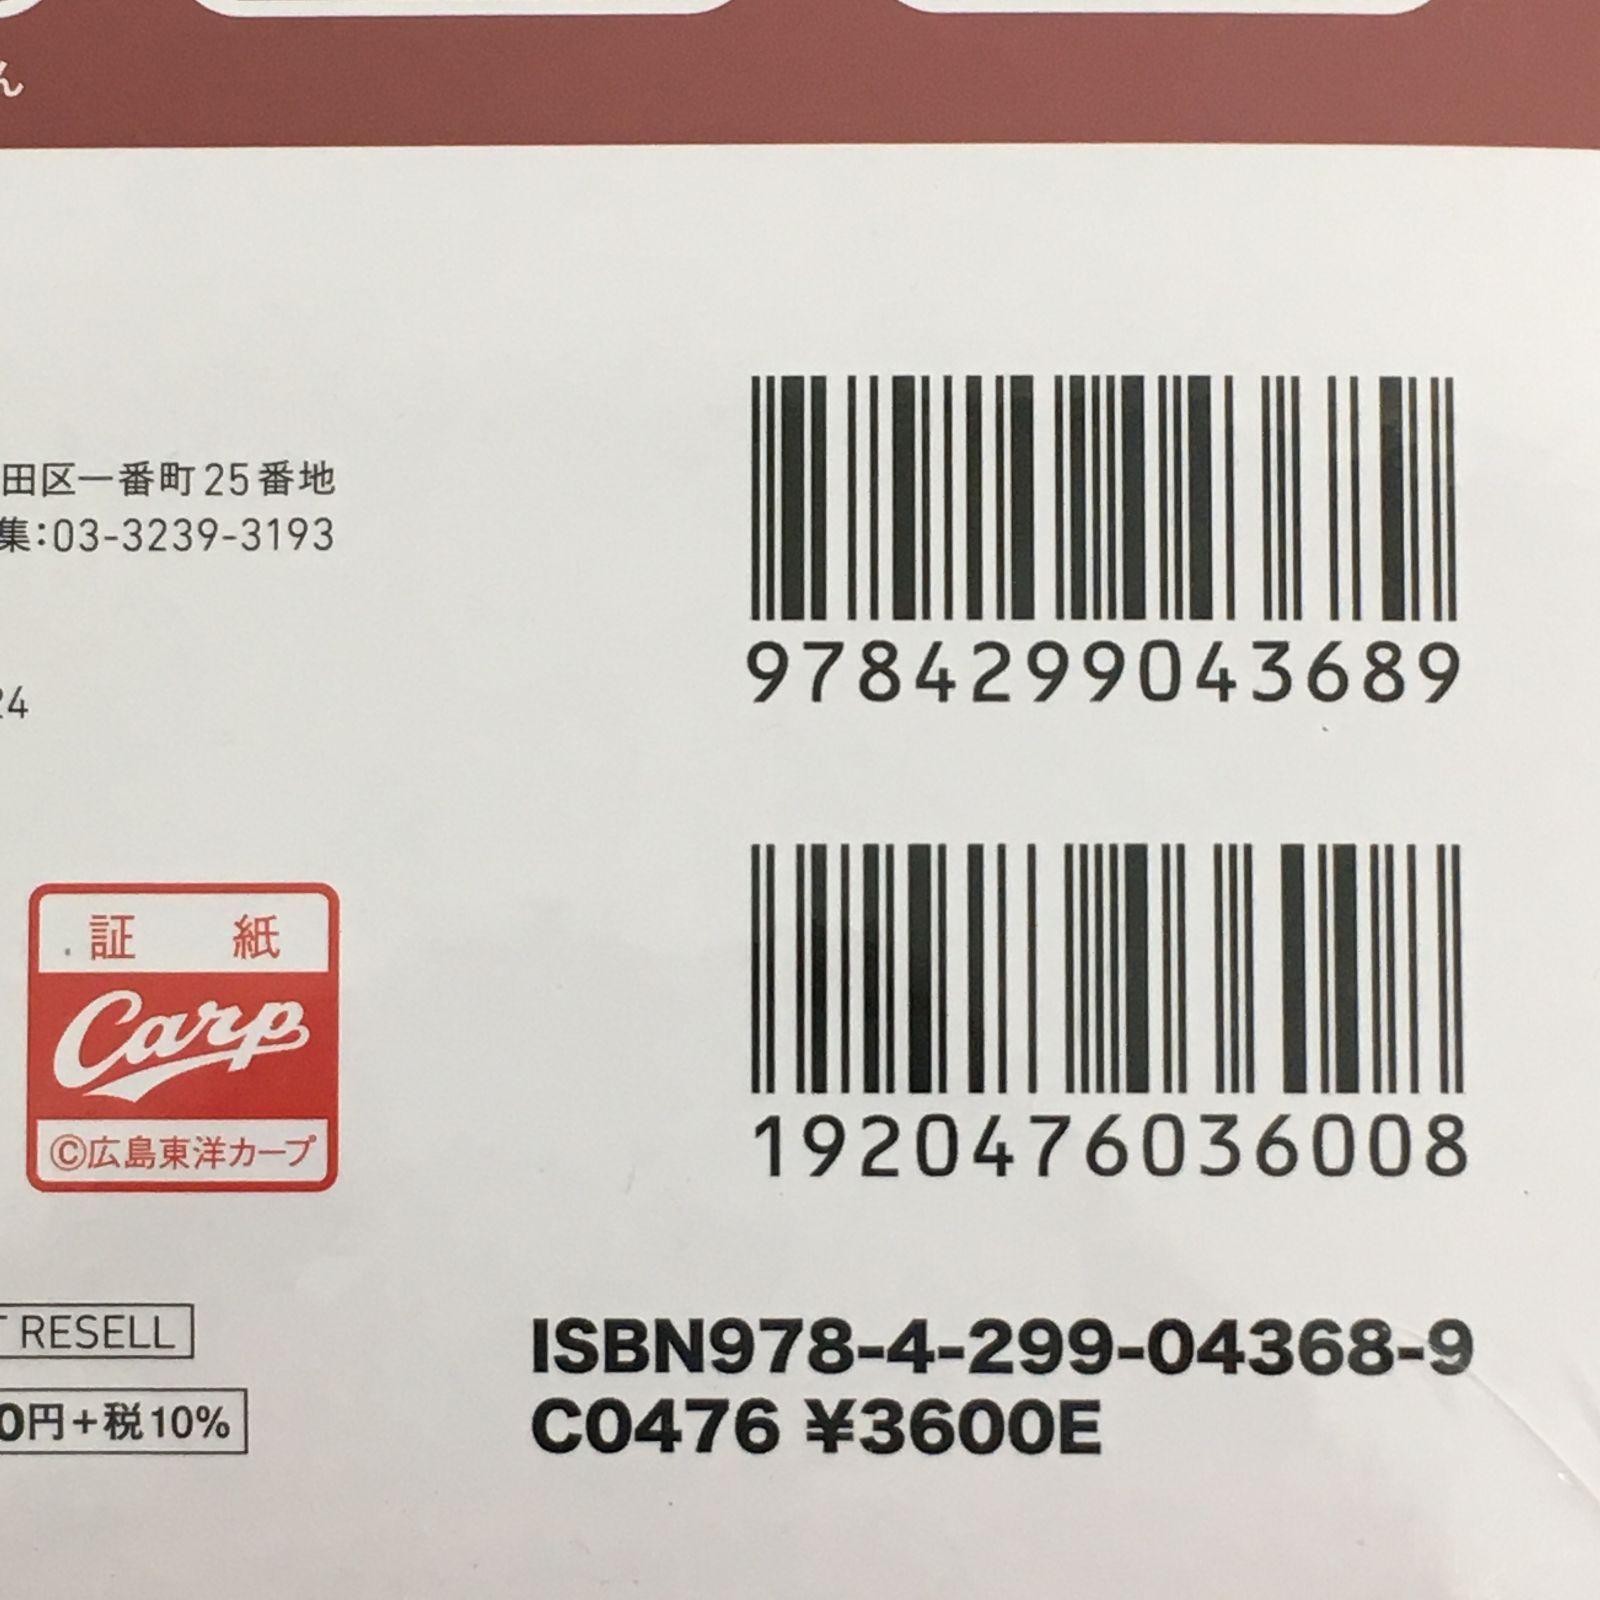 ん
田区一番町25番地
集:03-3239-3193
24
9784299043689
証 紙
Carp
©広島東洋カープ
1920476036008
T RESELL
0円+税10%
ISBN978-4-299-04368-9
C0476 ¥3600E